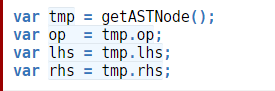 var tmp = getASTNode();
var op  = tmp.op;
var lhs = tmp.lhs;
var rhs = tmp.rhs;